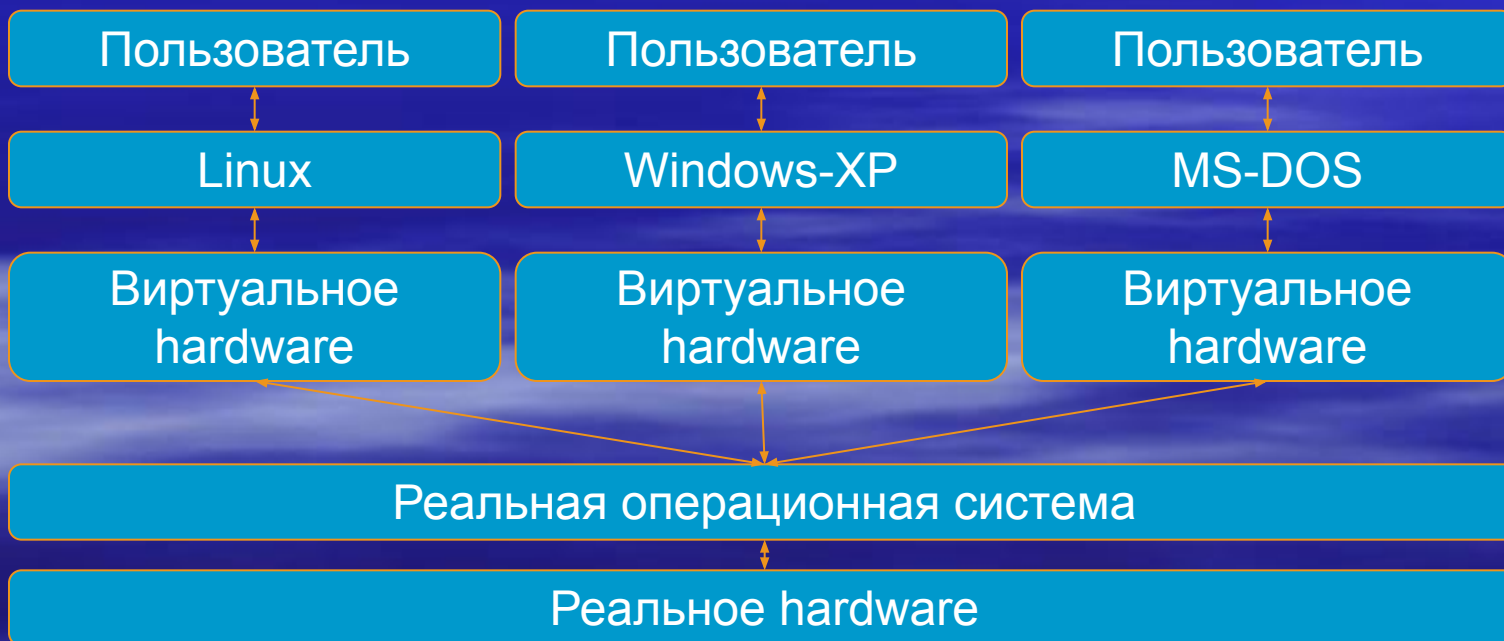 Пользователь
Пользователь
Пользователь
Linux
Windows-XP
MS-DOS
Виртуальное
hardware
Виртуальное
hardware
Виртуальное
hardware
Реальная операционная система
Реальное hardware